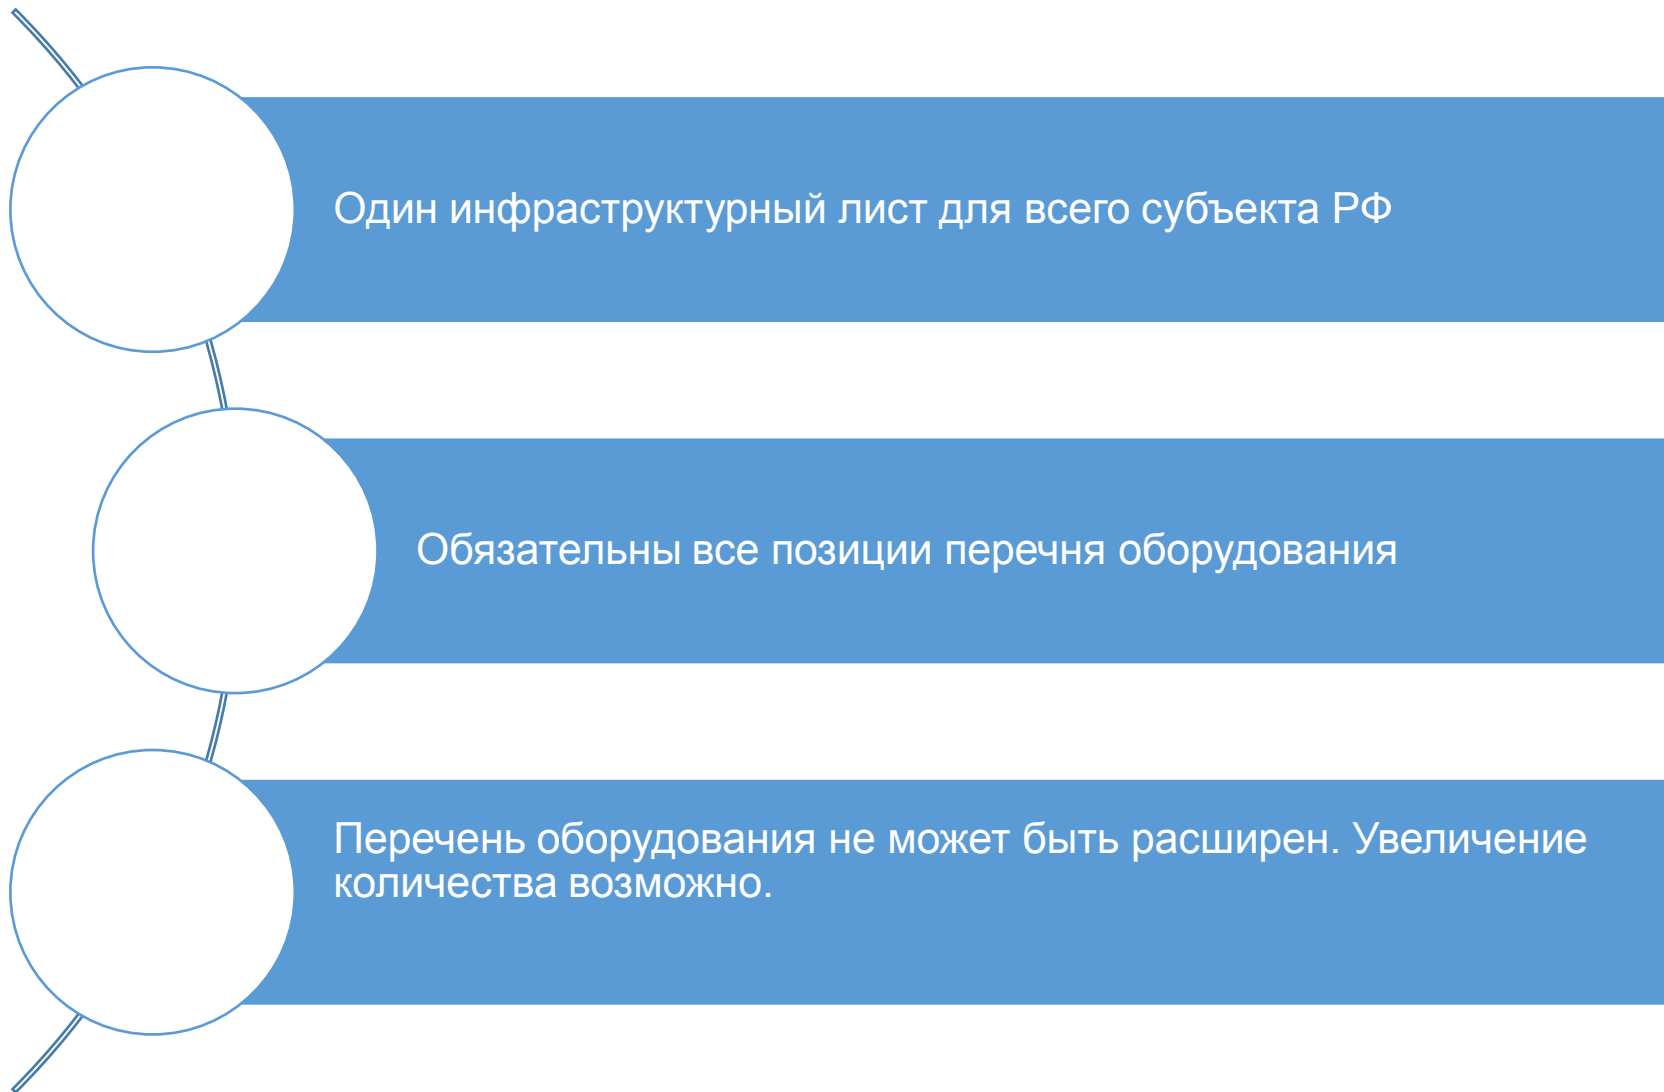 Один инфраструктурный лист для всего субъекта РФ
Обязательны все позиции перечня оборудования
Перечень оборудования не может быть расширен. Увеличение
количества возможно.